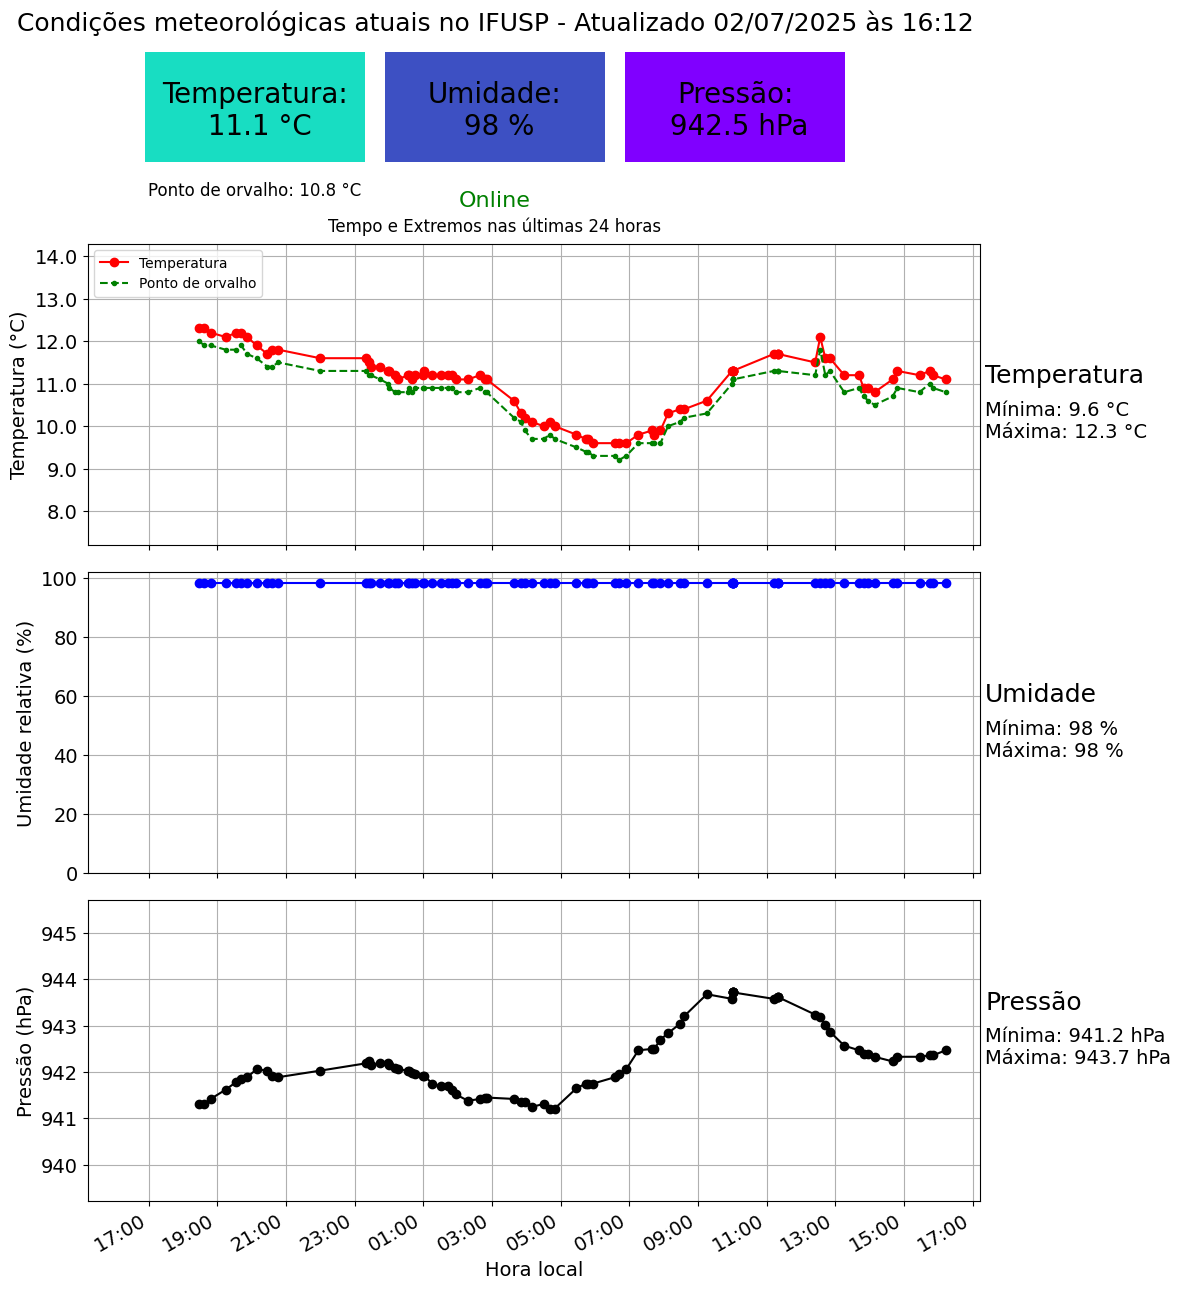 Condições meteorológicas atuais no IFUSP - Atualizado 02/07/2025 às 16:12
Temperatura:
11.1 °C
Umidade:
98 %
Pressão:
942.5 hPa
Ponto de orvalho: 10.8 °C
Online
Tempo e Extremos nas últimas 24 horas
Temperatura
Ponto de orvalho
Temperatura (°C)
14.0
13.0
12.0
11.0
10.0
9.0
8.0
Temperatura
Mínima: 9.6 °C
Máxima: 12.3 °C
Umidade relativa (%)
100
80
60
40
20
0
Umidade
Mínima: 98 %
Máxima: 98 %
Pressão (hPa)
945
944
943
942
941
940
Pressão
Mínima: 941.2 hPa
Máxima: 943.7 hPa
17:00
19:00
21:00
23:00
01:00
03:00
05:00
07:00
09:00
11:00
13:00
15:00
17:00
Hora local